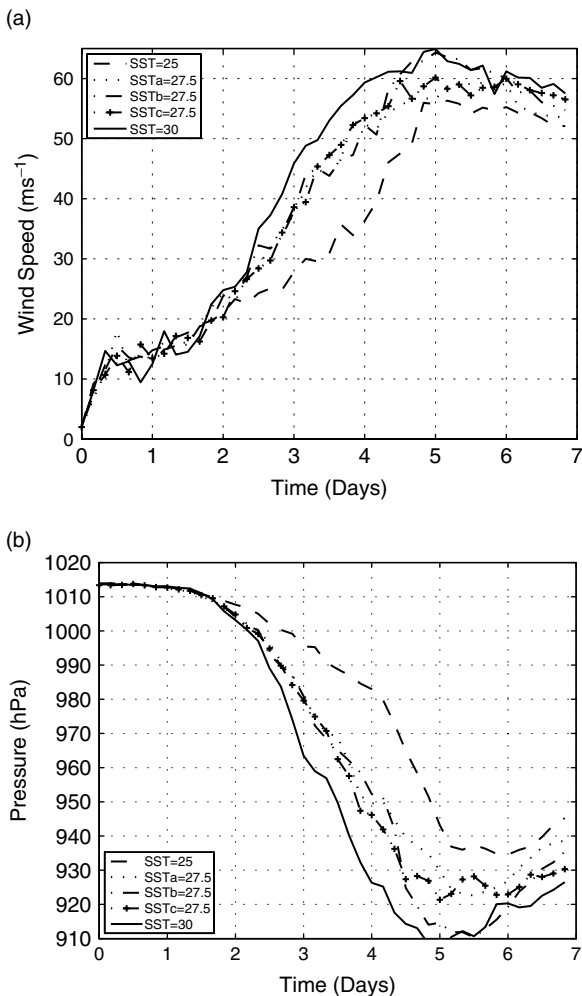 (a)
60
50
40
30
20
10
0
Wind Speed (ms−1)
SST=25
SSTa=27.5
SSTb=27.5
SSTc=27.5
SST=30
0 1 2 3 4 5 6 7
Time (Days)
(b)
1020
1010
1000
990
980
970
960
950
940
930
920
910
Pressure (hPa)
SST=25
SSTa=27.5
SSTb=27.5
SSTc=27.5
SST=30
0 1 2 3 4 5 6 7
Time (Days)